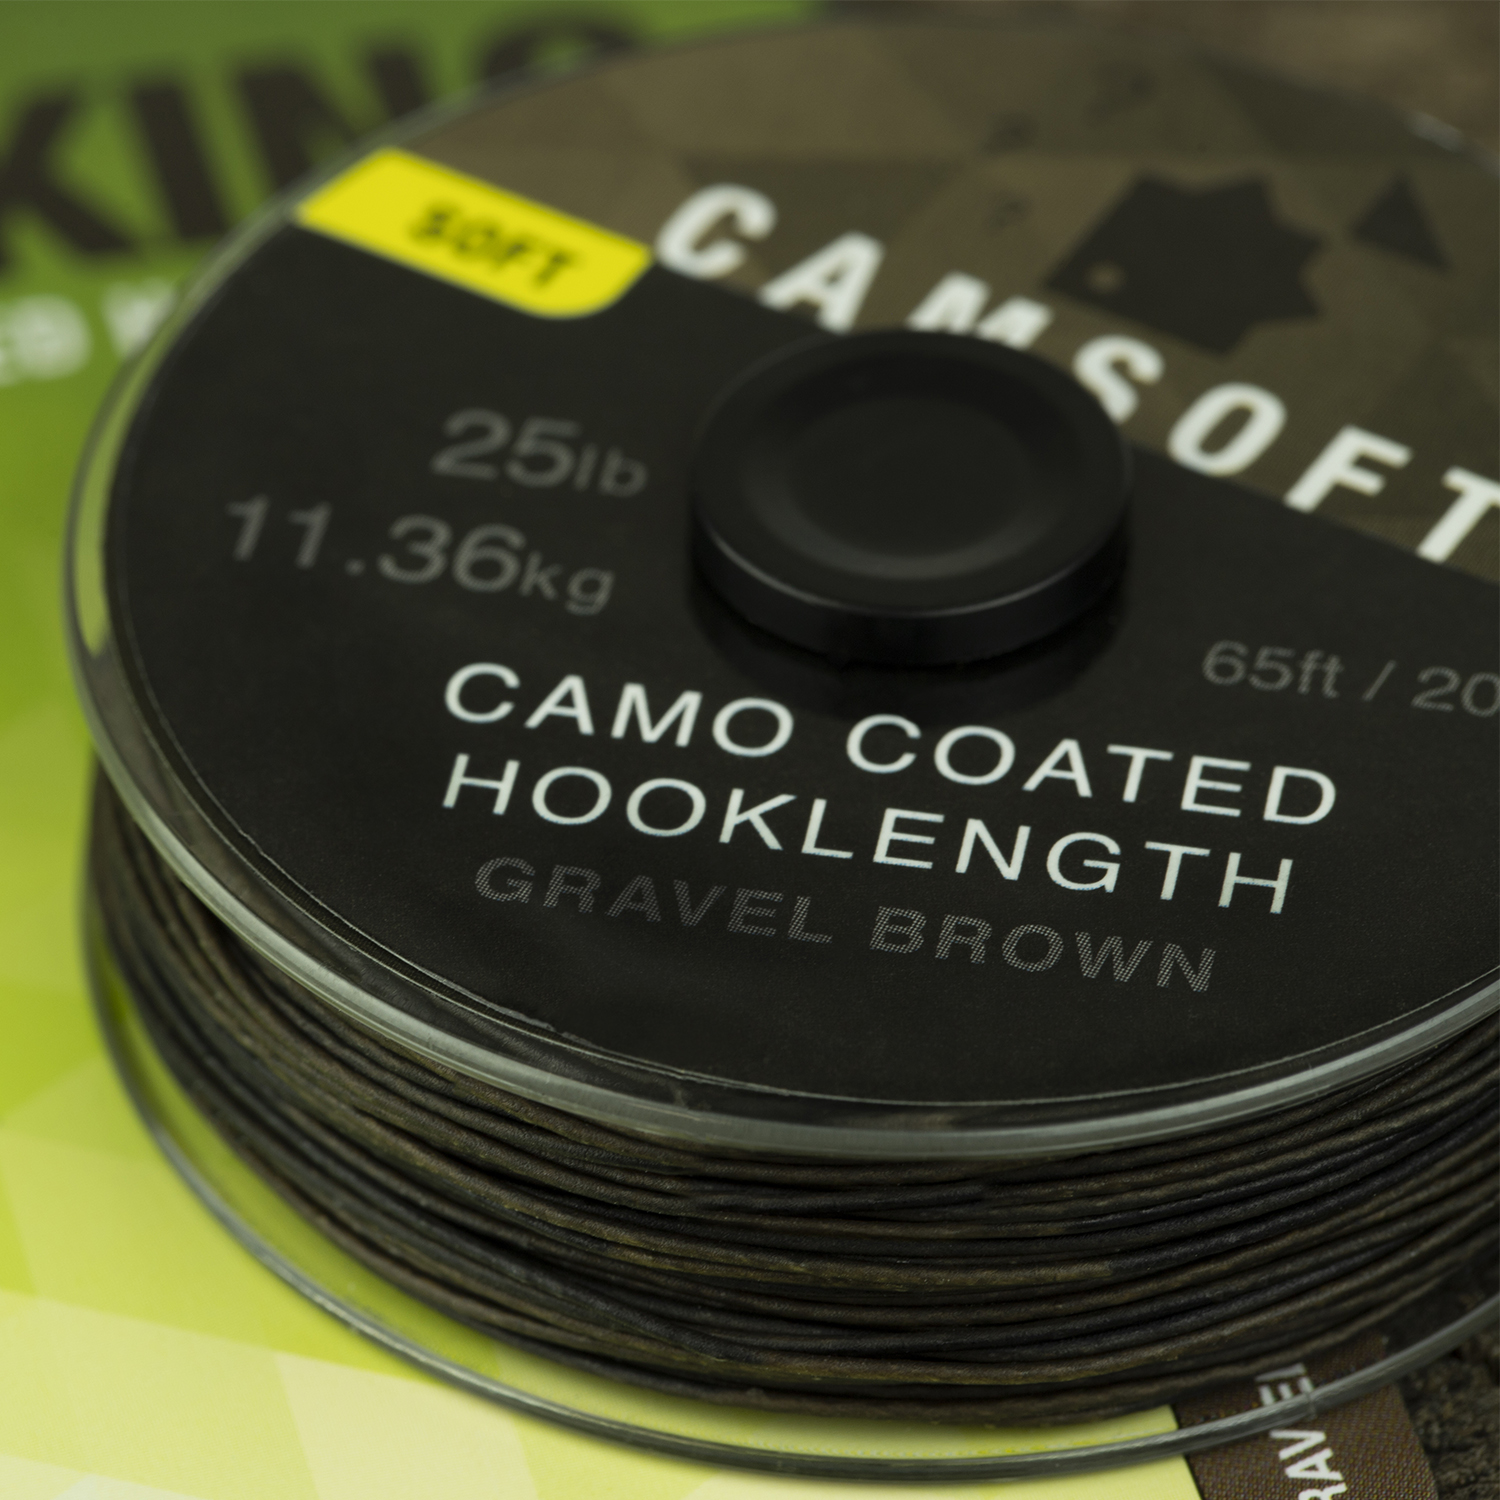 SOFT
CAMSOFT
25lb
11.36kg
65ft / 20
CAMO COATED
HOOKLENGTH
GRAVEL BROWN